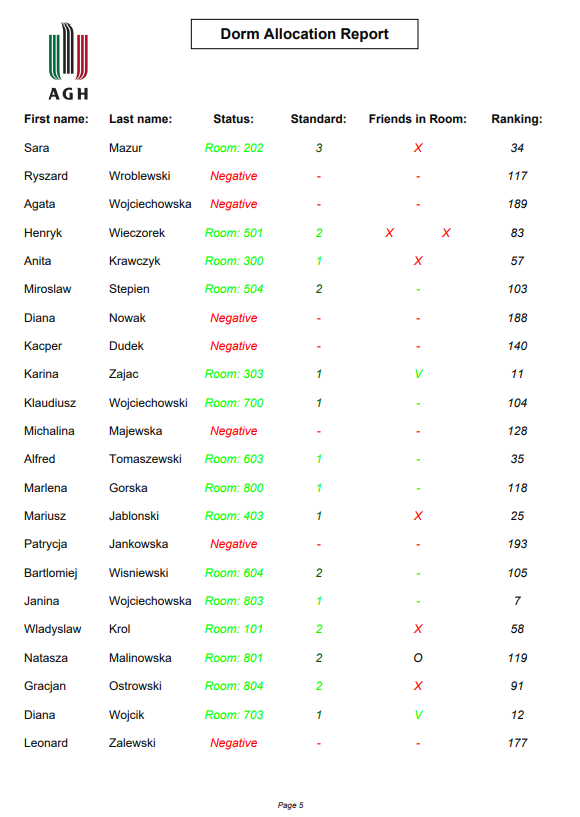 Dorm Allocation Report
AGH
First name: Last name: Status: Standard: Friends in Room: Ranking:
Sara Mazur Room: 202 3 X 34
Ryszard Wroblewski Negative - - 117
Agata Wojciechowska Negative - - 189
Henryk Wieczorek Room: 501 2 X X 83
Anita Krawczyk Room: 300 1 X 57
Miroslaw Stepien Room: 504 2 - 103
Diana Nowak Negative - - 188
Kacper Dudek Negative - - 140
Karina Zajac Room: 303 1 V 11
Klaudiusz Wojciechowski Room: 700 1 - 104
Michalina Majewska Negative - - 128
Alfred Tomaszewski Room: 603 1 - 35
Marlena Gorska Room: 800 1 - 118
Mariusz Jablonski Room: 403 1 X 25
Patrycja Jankowska Negative - - 193
Bartlomiej Wisniewski Room: 604 2 - 105
Janina Wojciechowska Room: 803 1 - 7
Wladyslaw Krol Room: 101 2 X 58
Natasza Malinowska Room: 801 2 O 119
Gracjan Ostrowski Room: 804 2 X 91
Diana Wojcik Room: 703 1 V 12
Leonard Zalewski Negative - - 177
Page 5